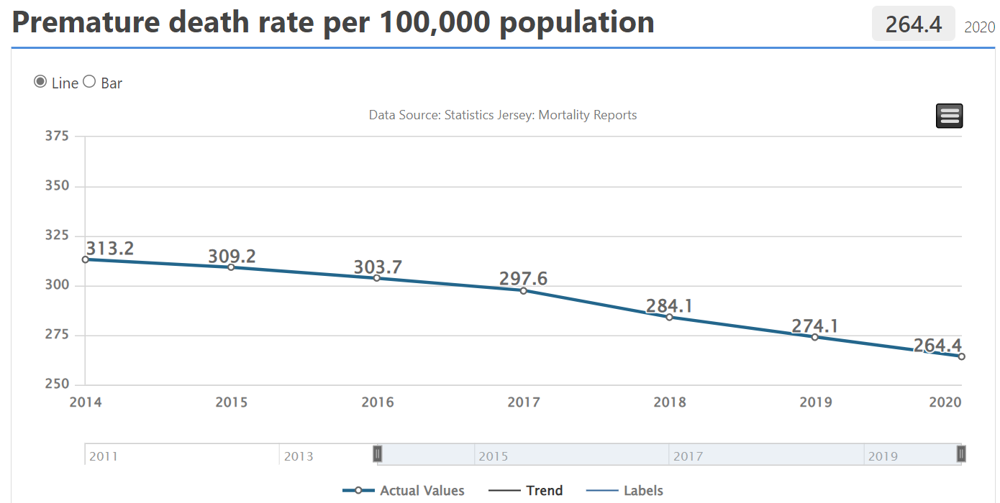 Premature death rate per 100,000 population 264.4 2020
Line Bar
Data Source: Statistics Jersey: Mortality Reports
375
350
325
300
275
250
313.2 309.2 303.7 297.6 284.1 274.1 264.4
2014 2015 2016 2017 2018 2019 2020
2011 2013 2015 2017 2019
Actual Values Trend Labels